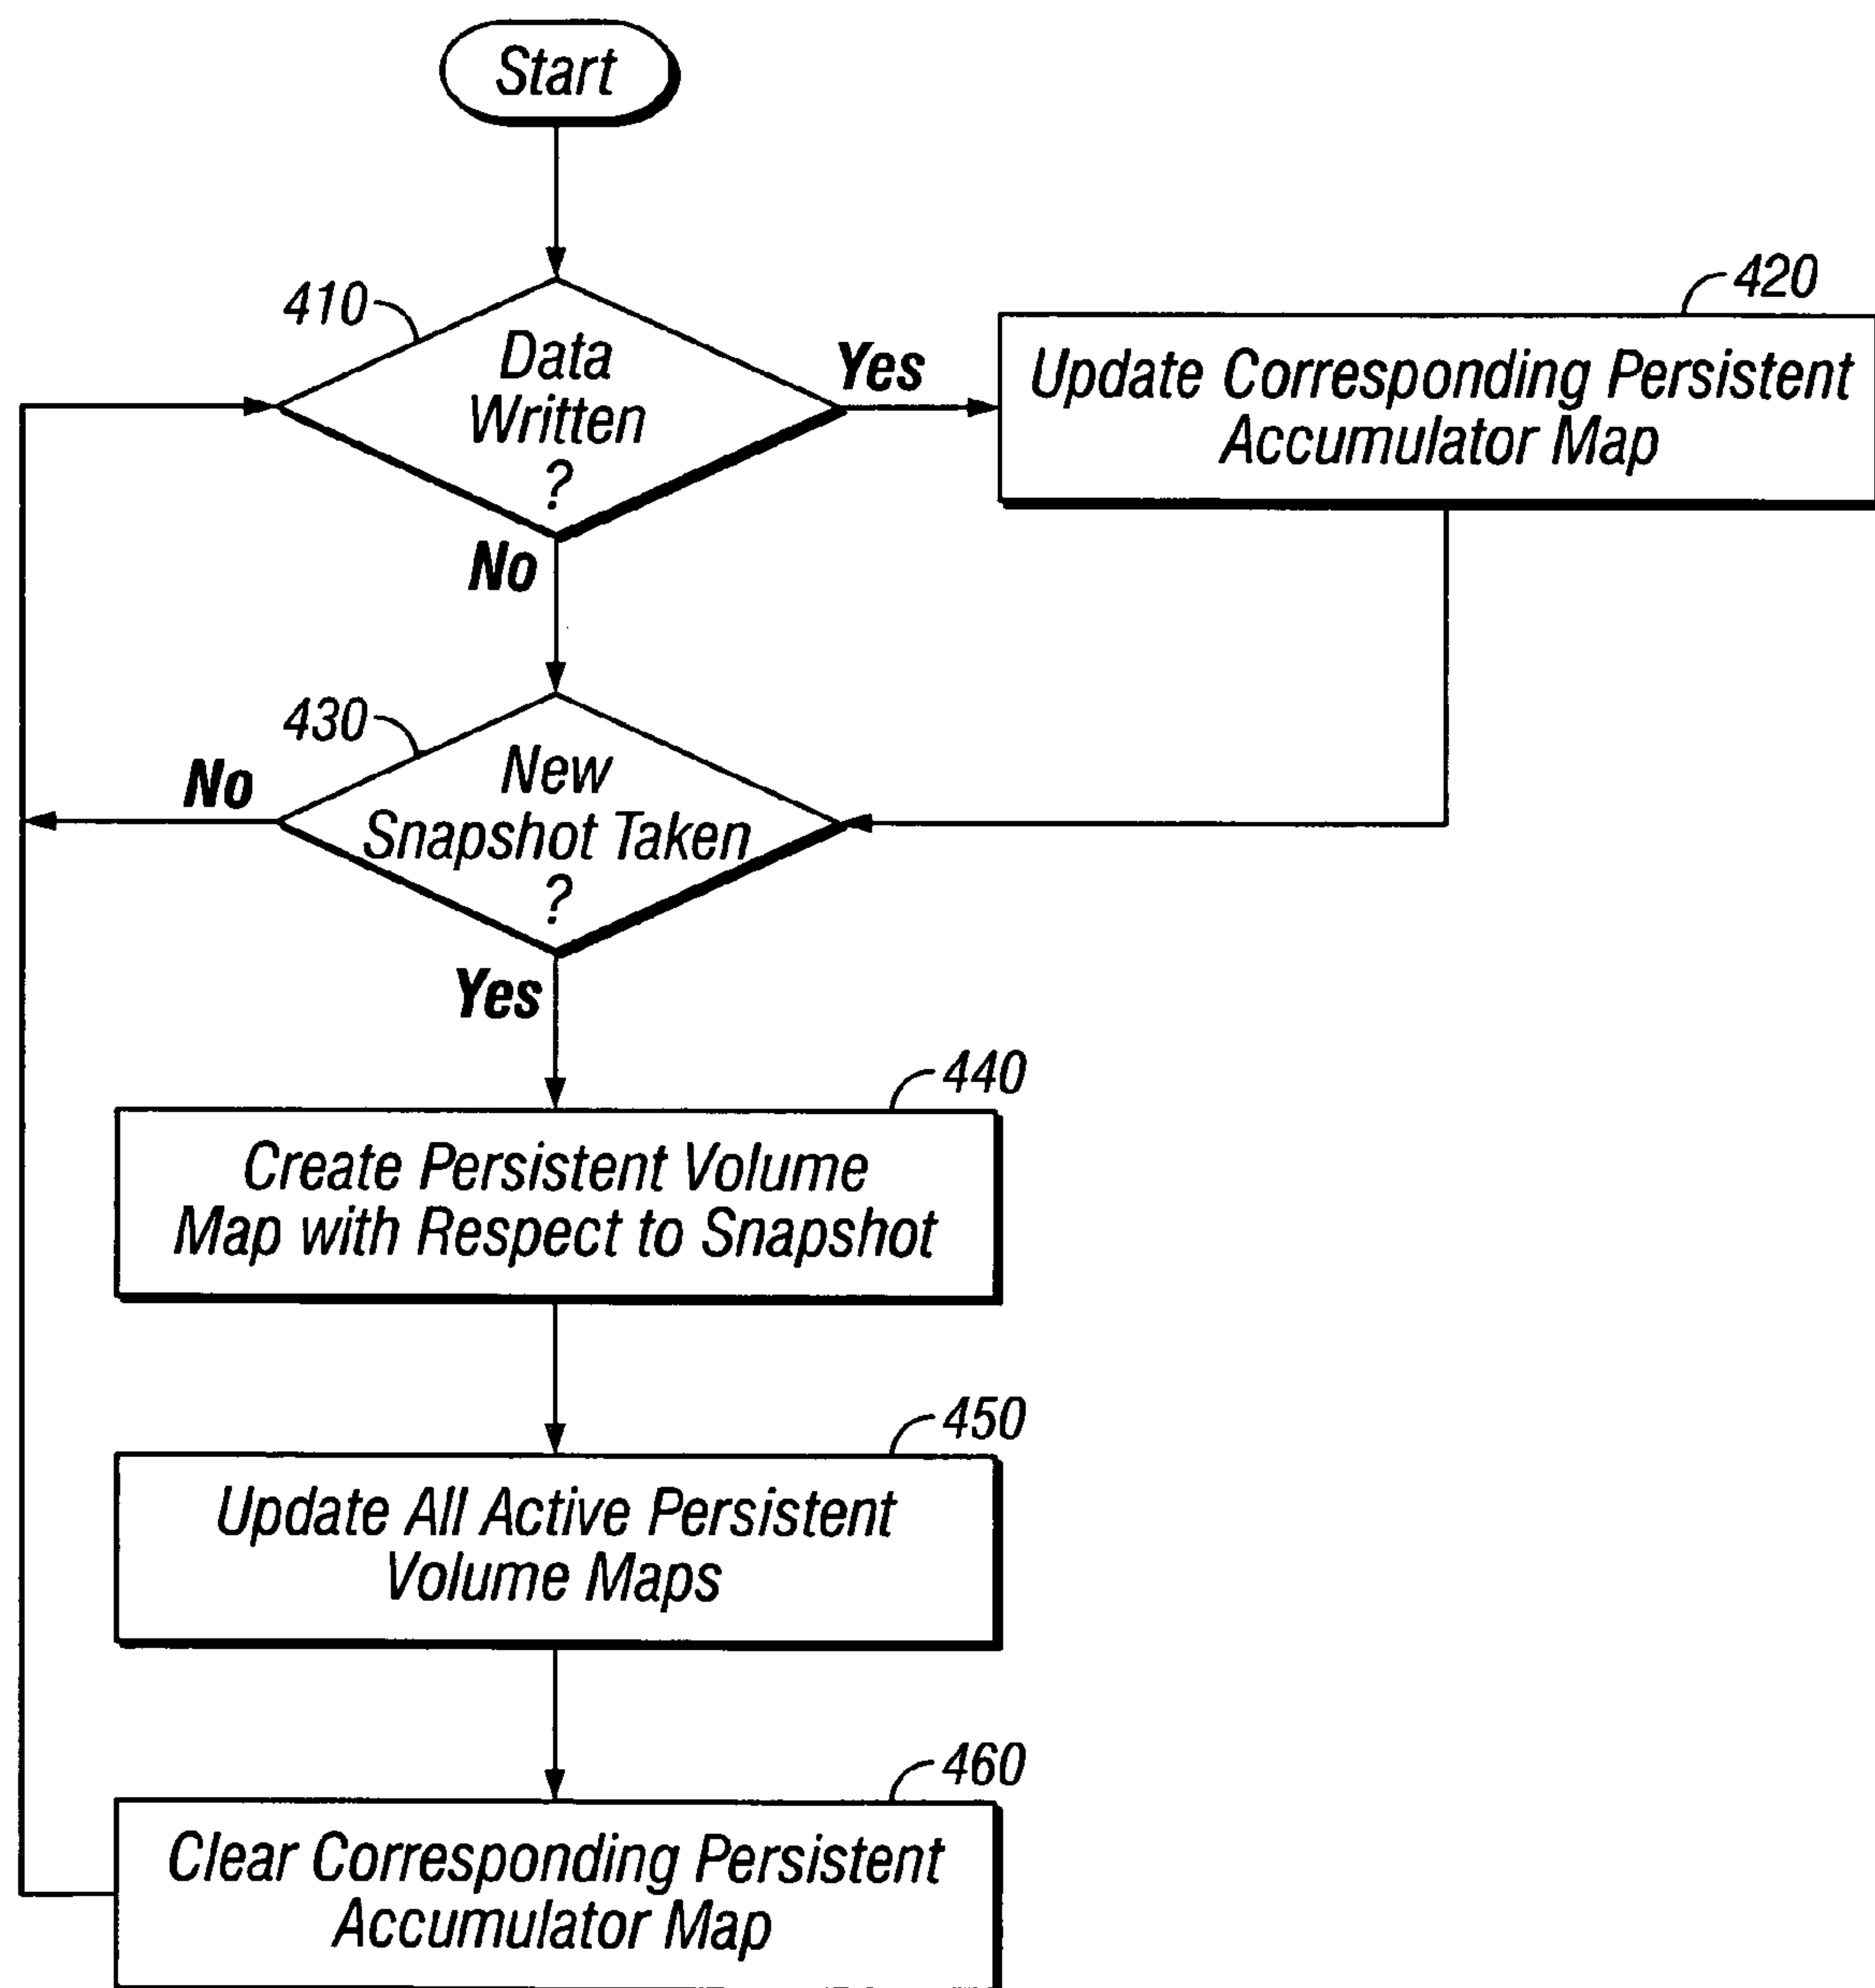 Start
410
Data
Written
?
Yes
420
Update Corresponding Persistent
Accumulator Map
No
430
New
Snapshot Taken
?
No
Yes
440
Create Persistent Volume
Map with Respect to Snapshot
450
Update All Active Persistent
Volume Maps
460
Clear Corresponding Persistent
Accumulator Map